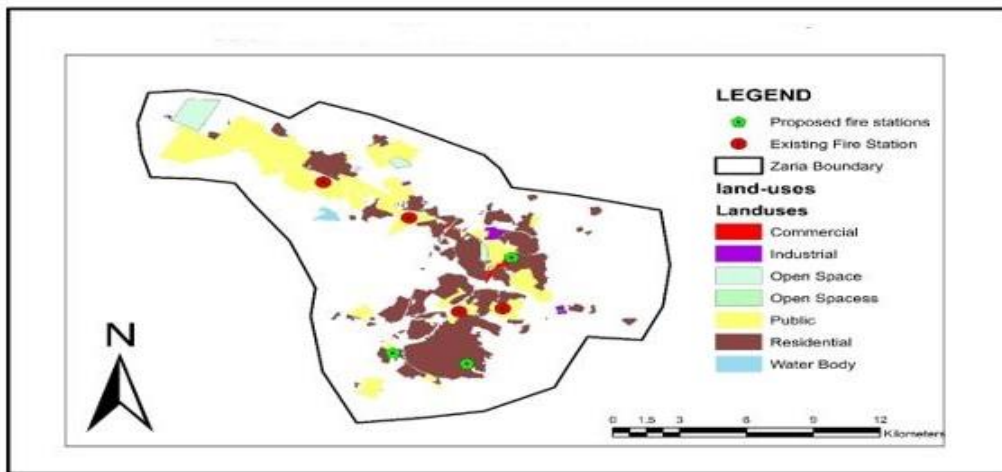 LEGEND
Proposed fire stations
Existing Fire Station
Zaria Boundary
land-uses
Landuses
Commercial
Industrial
Open Space
Open Spacess
Public
Residential
Water Body
N
0 1.5 3 6 9 12
Kilometers